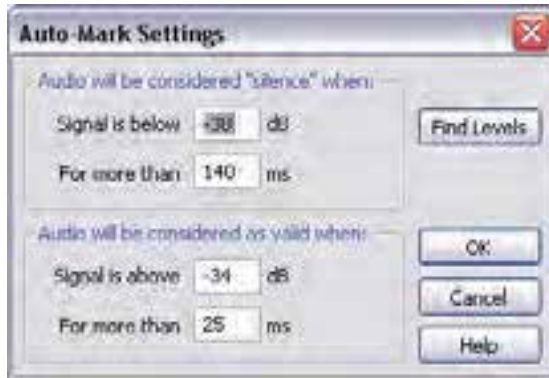 Auto-Mark Settings
Audio will be considered "silence" when:
Signal is below dB
Find Levels
For more than 140 ms
Audio will be considered as valid when:
Signal is above -34 dB
OK
Cancel
For more than 25 ms
Help